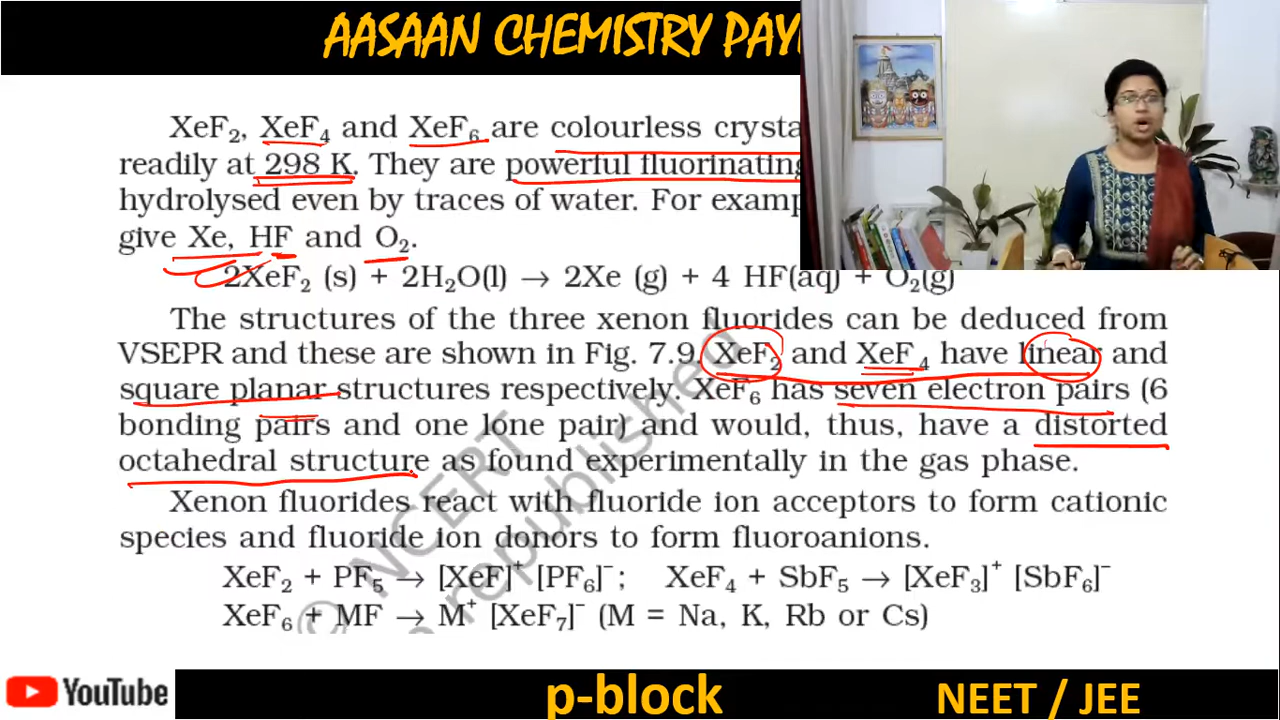 AASAAN CHEMISTRY
XeF₂, XeF₄ and XeF₆ are colourless
readily at 298 K. They are powerful fluorinating
hydrolysed even by traces of water. For
give Xe, HF and O₂.
2XeF₂ (s) + 2H₂O(l) → 2Xe (g) + 4 HF(aq) + O₂(g)
The structures of the three xenon fluorides can be deduced from
VSEPR and these are shown in Fig. 7.9. XeF₂ and XeF₄ have linear and
square planar structures respectively. XeF₆ has seven electron pairs (6
bonding pairs and one lone pair) and would, thus, have a distorted
octahedral structure as found experimentally in the gas phase.
Xenon fluorides react with fluoride ion acceptors to form cationic
species and fluoride ion donors to form fluoroanions.
XeF₂ + PF₅ → [XeF]⁺ [PF₆]⁻; XeF₄ + SbF₅ → [XeF₃]⁺ [SbF₆]⁻
XeF₆ + MF → M⁺ [XeF₇]⁻ (M = Na, K, Rb or Cs)
© NCERT
republished
YouTube
p-block
NEET / JEE